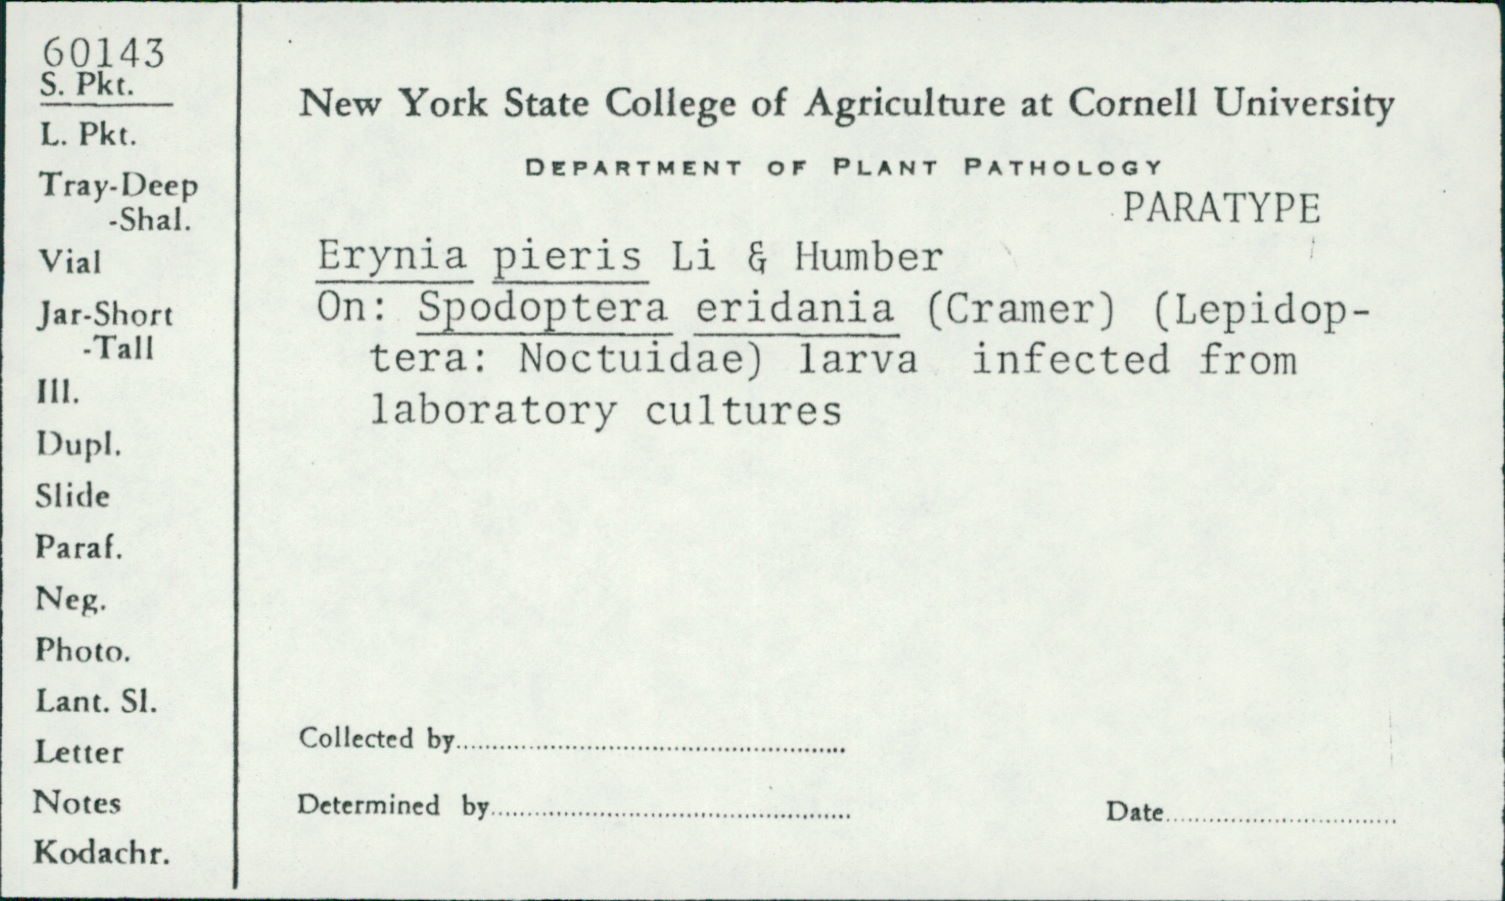 60143
S. Pkt.
L. Pkt.
Tray-Deep
-Shal.
Vial
Jar-Short
-Tall
Ill.
Dupl.
Slide
Paraf.
Neg.
Photo.
Lant. Sl.
Letter
Notes
Kodachr.
New York State College of Agriculture at Cornell University
DEPARTMENT OF PLANT PATHOLOGY
PARATYPE
Erynia pieris Li & Humber
On: Spodoptera eridania (Cramer) (Lepidop-
tera: Noctuidae) larva infected from
laboratory cultures
Collected by
Determined by
Date